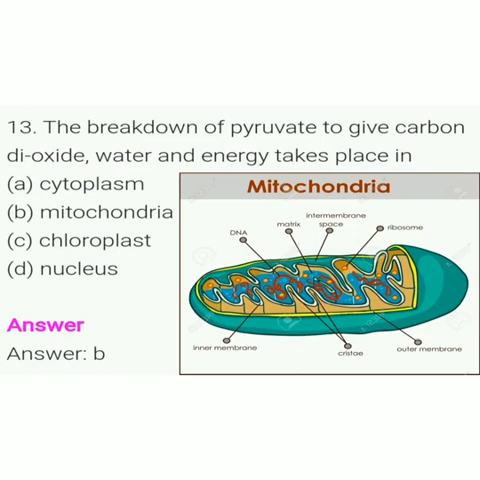 13. The breakdown of pyruvate to give carbon
di-oxide, water and energy takes place in
(a) cytoplasm
(b) mitochondria
(c) chloroplast
(d) nucleus
Answer
Answer: b
Mitochondria
DNA
matrix
intermembrane
space
ribosome
inner membrane
cristae
outer membrane